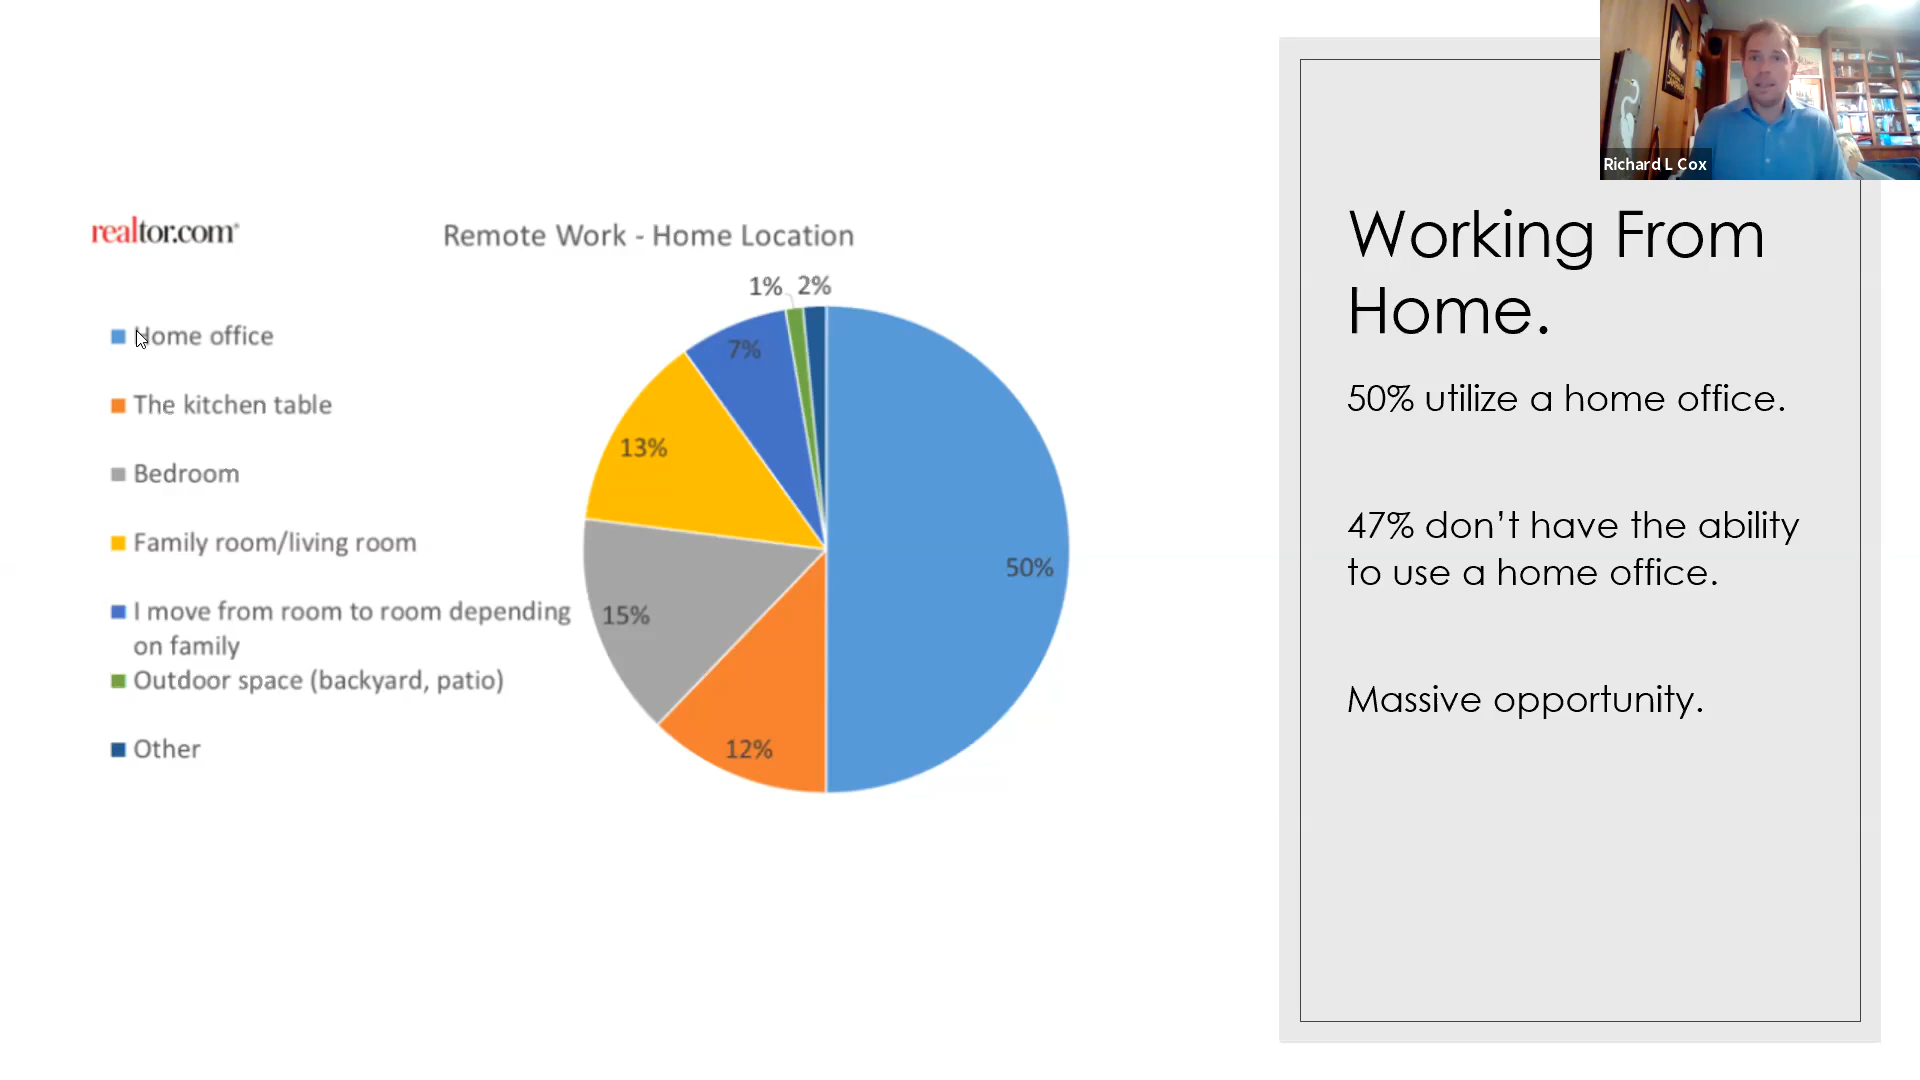 Richard L Cox
realtor.com®
Remote Work - Home Location
1% 2%
7%
13%
50%
15%
12%
Home office
The kitchen table
Bedroom
Family room/living room
I move from room to room depending
on family
Outdoor space (backyard, patio)
Other
Working From
Home.
50% utilize a home office.
47% don’t have the ability
to use a home office.
Massive opportunity.